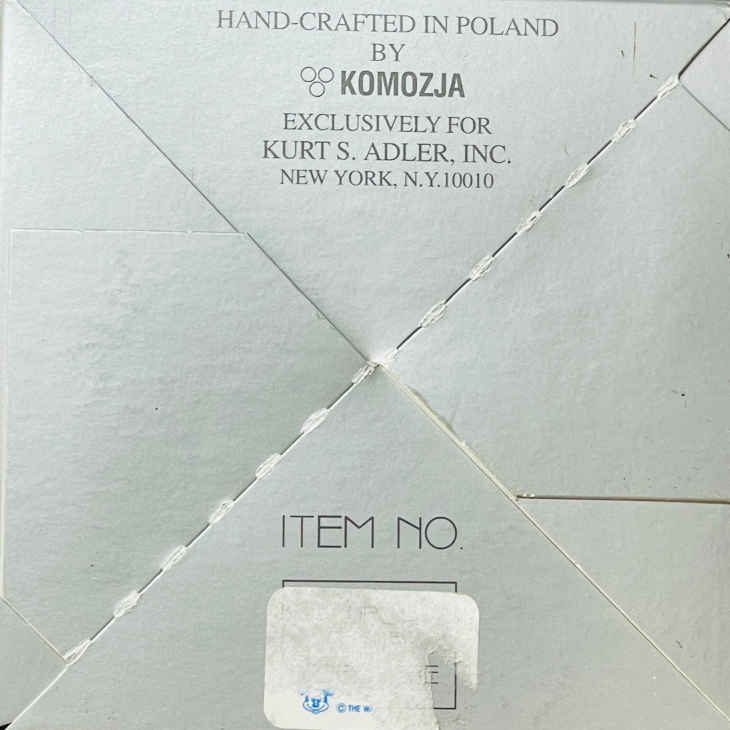 HAND-CRAFTED IN POLAND
BY
KOMOZJA
EXCLUSIVELY FOR
KURT S. ADLER, INC.
NEW YORK, N.Y.10010
ITEM NO.
E
© THE